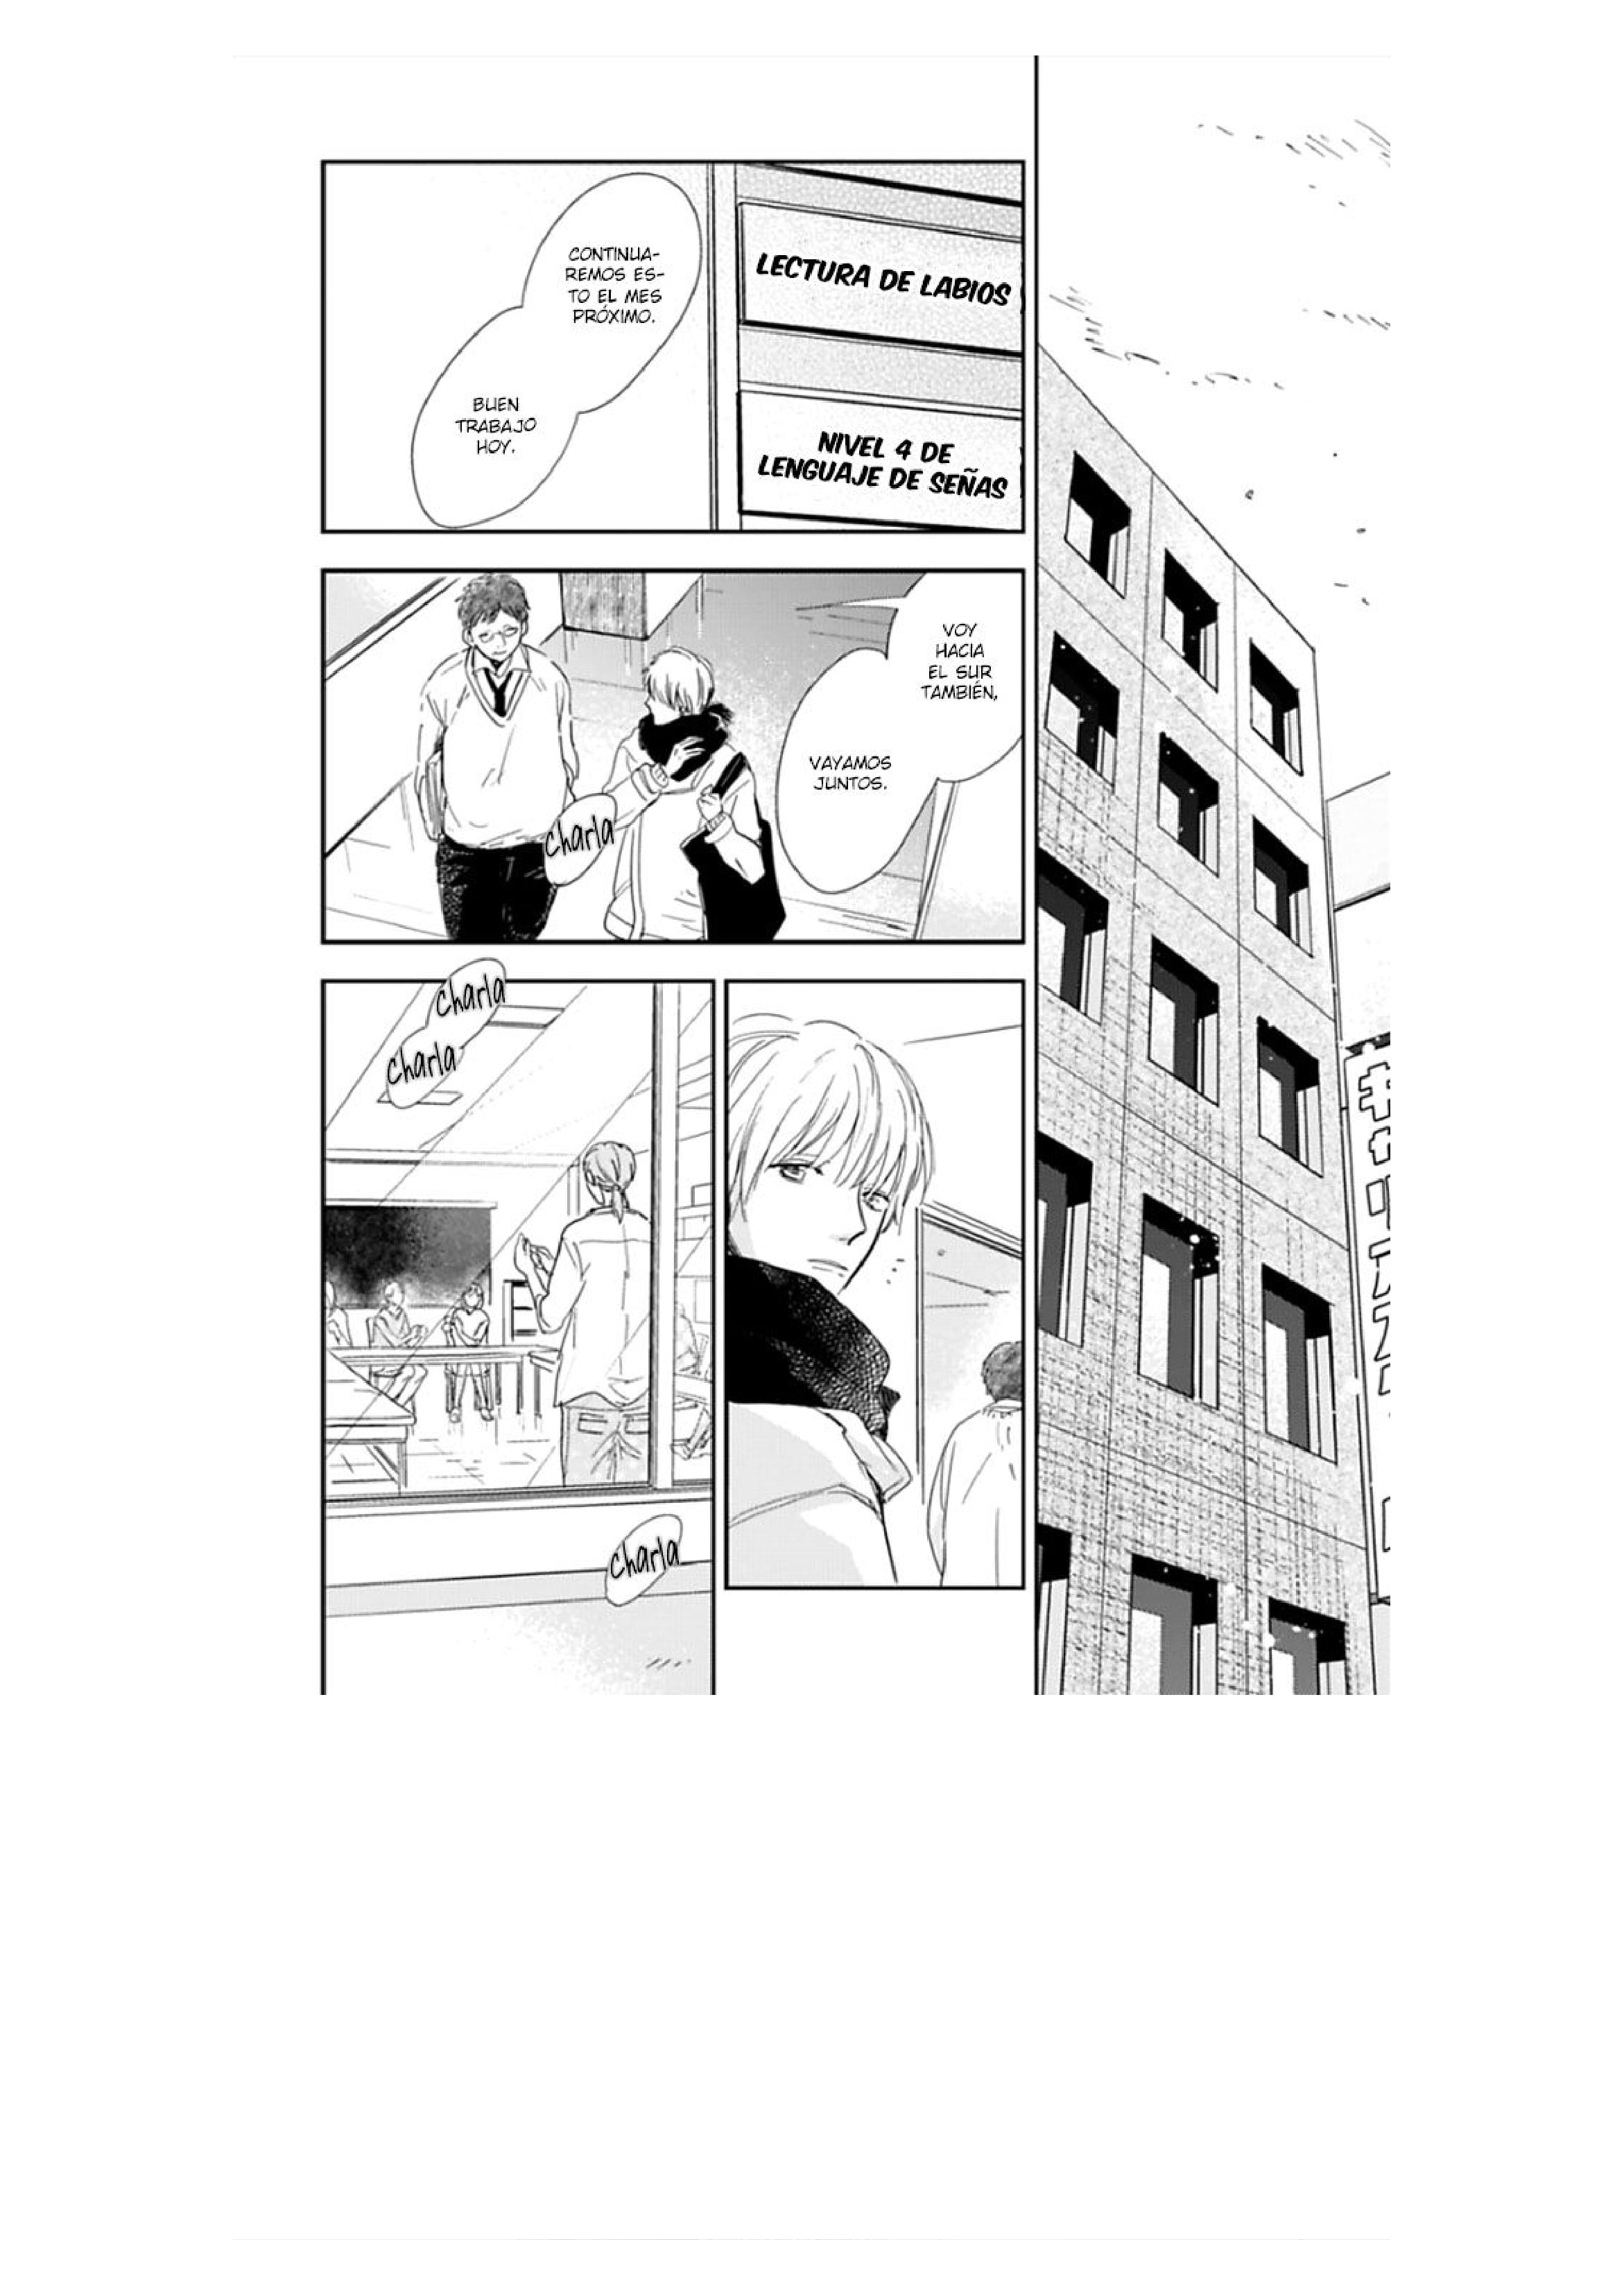 LECTURA DE LABIOS
NIVEL 4 DE
LENGUAJE DE SEÑAS
CONTINUA-
REMOS ES-
TO EL MES
PRÓXIMO.
BUEN
TRABAJO
HOY.
VOY
HACIA
EL SUR
TAMBIÉN,
VAYAMOS
JUNTOS.
Charla
Charla
Charla
Charla